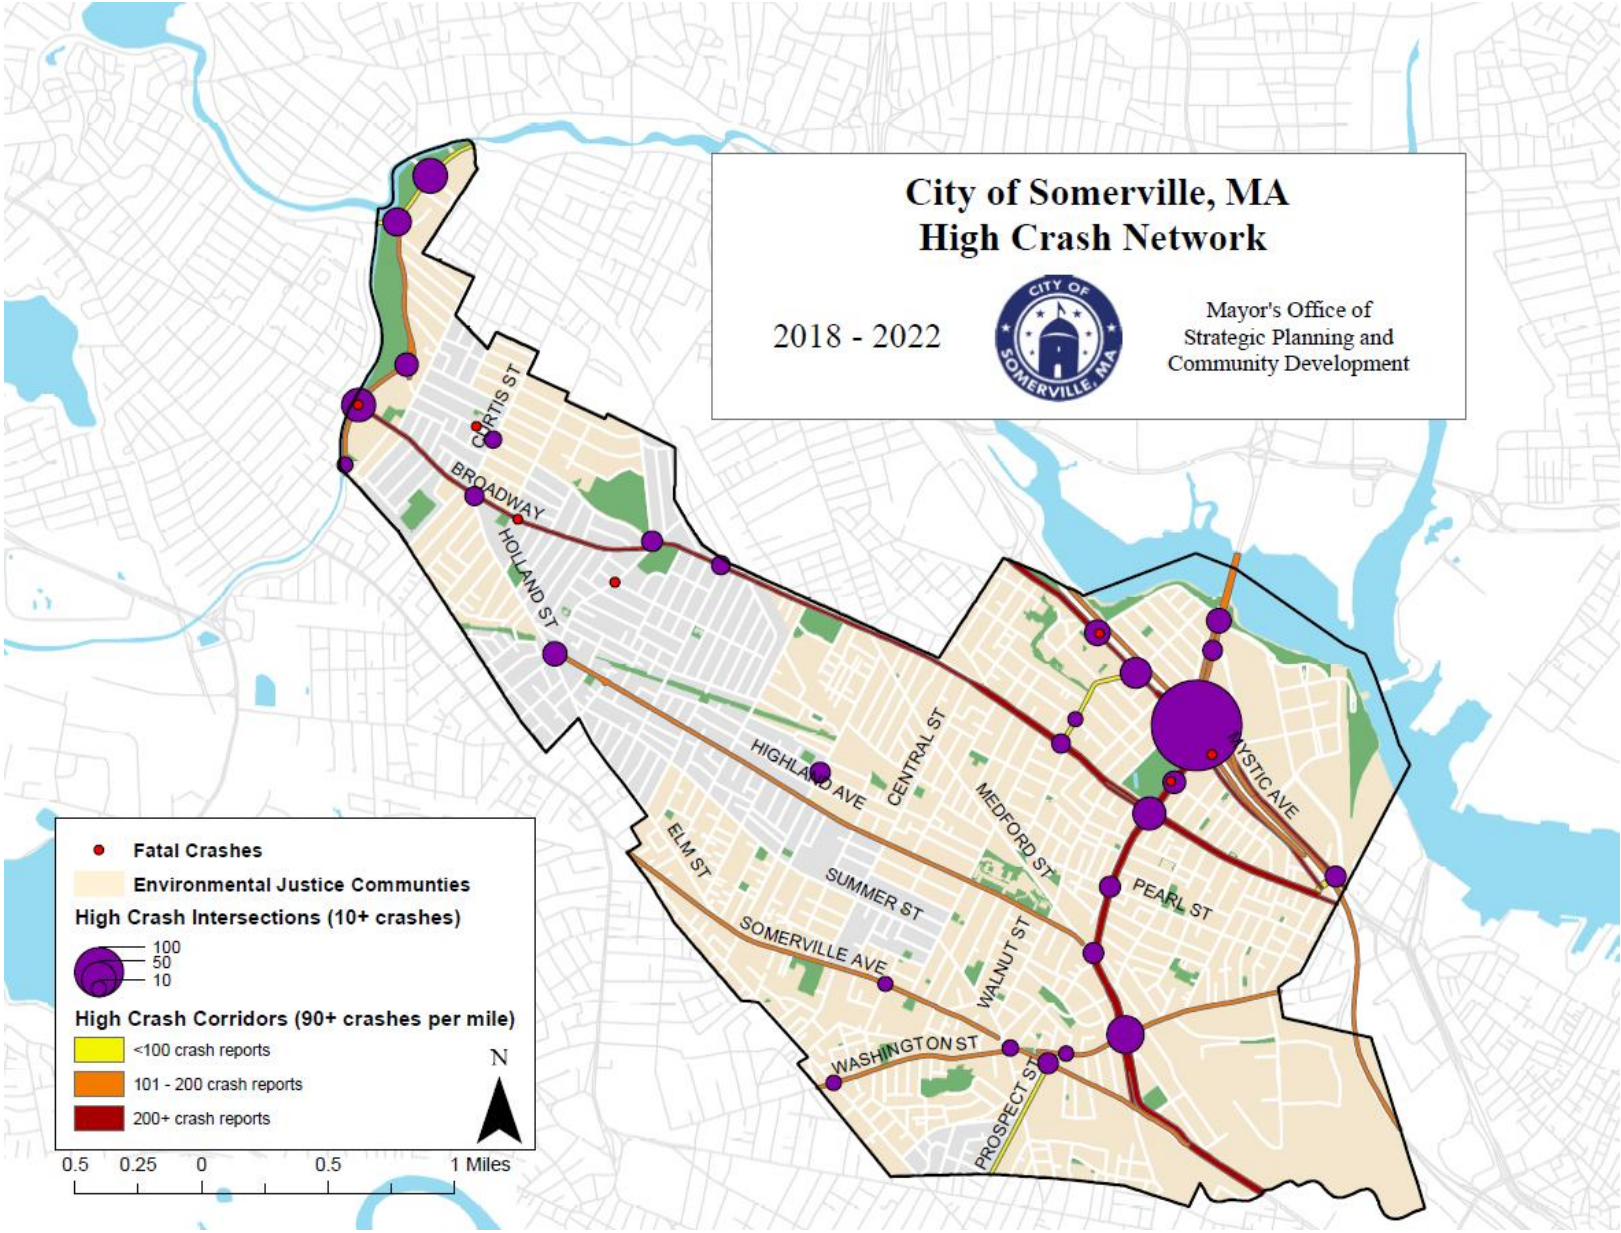 City of Somerville, MA
High Crash Network
2018 - 2022
CITY OF
SOMERVILLE, MA
Mayor's Office of
Strategic Planning and
Community Development
CURTIS ST
BROADWAY
HOLLAND ST
HIGHLAND AVE
CENTRAL ST
MYSTIC AVE
MEDFORD ST
ELM ST
SUMMER ST
PEARL ST
SOMERVILLE AVE
WALNUT ST
WASHINGTON ST
PROSPECT ST
Fatal Crashes
Environmental Justice Communties
High Crash Intersections (10+ crashes)
100
50
10
High Crash Corridors (90+ crashes per mile)
<100 crash reports
101 - 200 crash reports
200+ crash reports
N
0.5 0.25 0 0.5 1 Miles